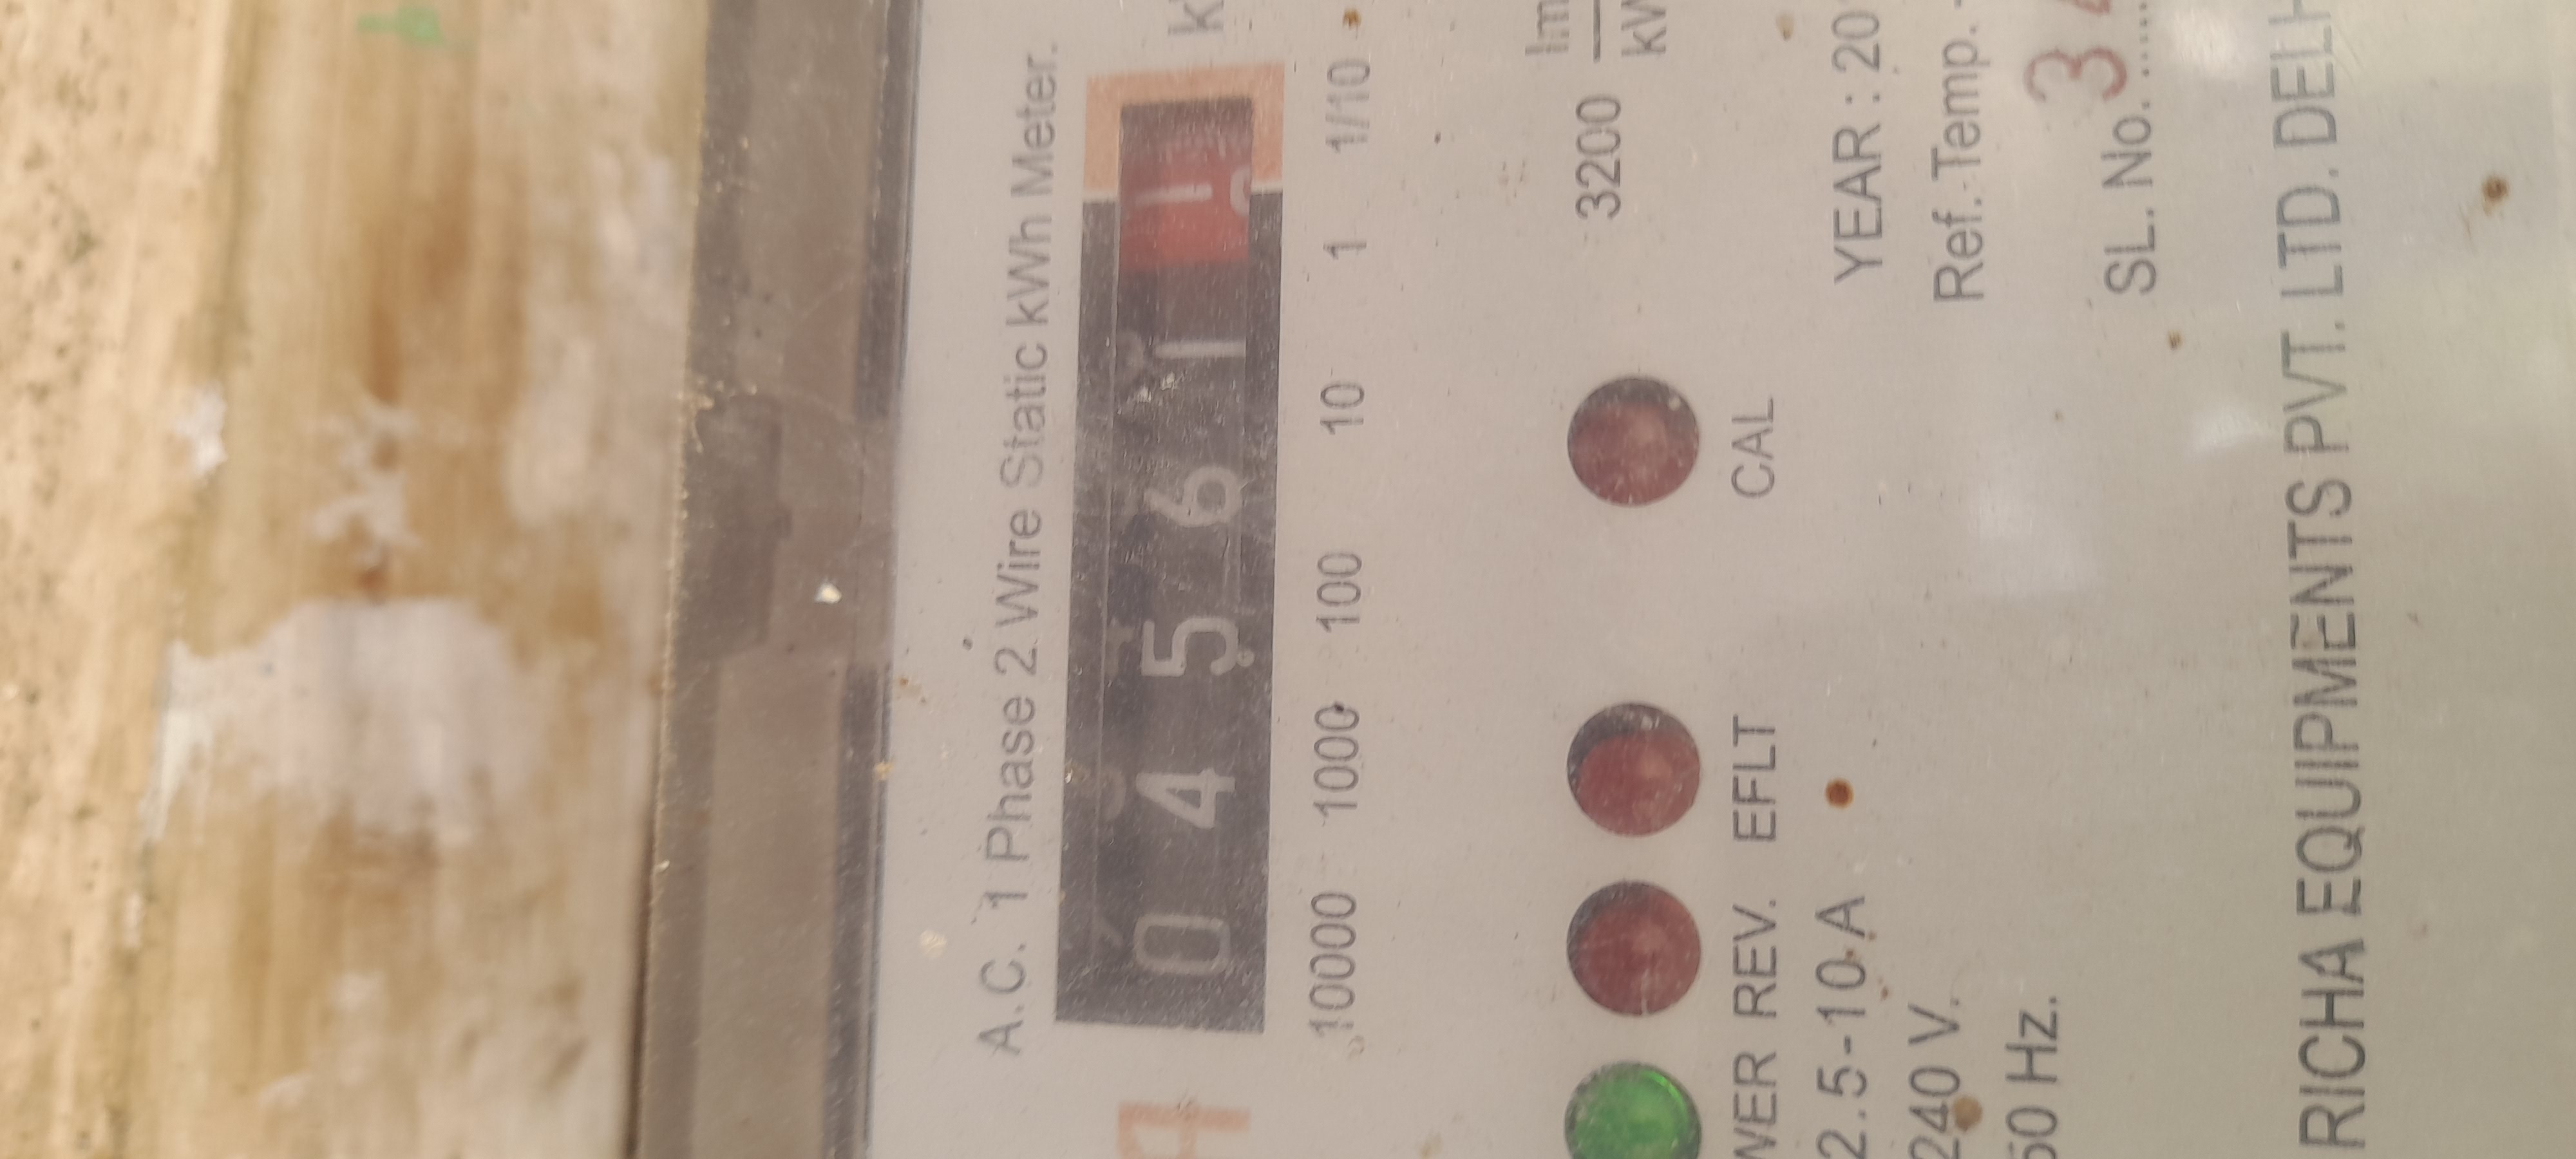 A.C. 1 Phase 2 Wire Static kWh Meter.
0 4 5 6 1 1
10000 1000 100 10 1 1/10
3200
WER REV. EFLT CAL
2.5-10 A
YEAR : 20
240 V.
Ref. Temp.
50 Hz.
SL. No. 3
RICHA EQUIPMENTS PVT. LTD. DELH